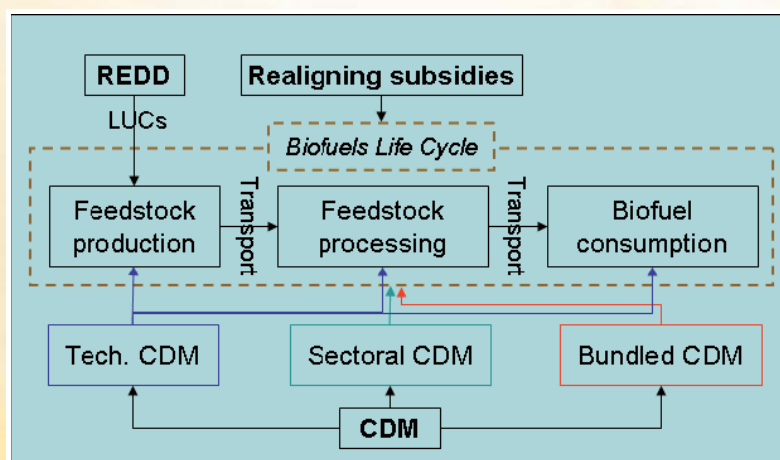 REDD
Realigning subsidies
LUCs
Biofuels Life Cycle
Feedstock
production
Transport
Feedstock
processing
Transport
Biofuel
consumption
Tech. CDM
Sectoral CDM
Bundled CDM
CDM